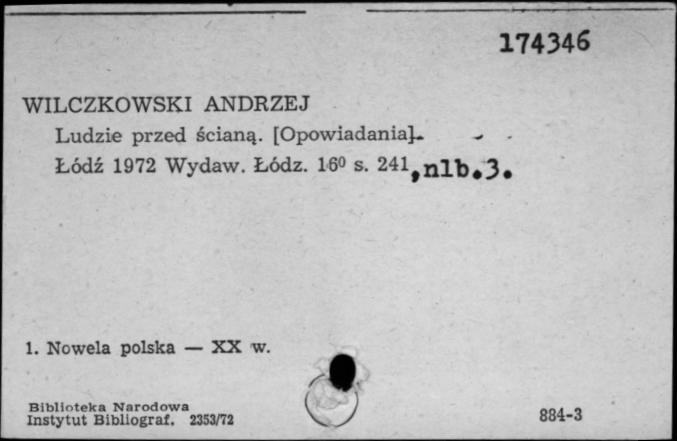 174346
WILCZKOWSKI ANDRZEJ
Ludzie przed ścianą. [Opowiadania].
Łódź 1972 Wydaw. Łódz. 16⁰ s. 241, nlb.3.
1. Nowela polska — XX w.
Biblioteka Narodowa
Instytut Bibliograf. 2353/72
884-3